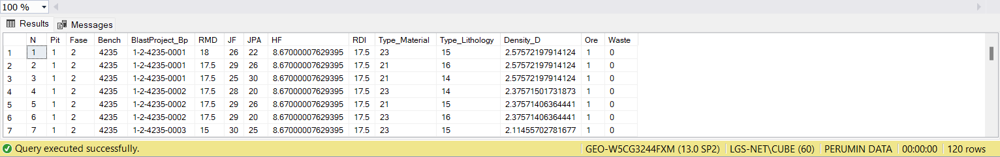 100 %
Results Messages
N Pit Fase Bench BlastProject_Bp RMD JF JPA HF RDI Type_Material Type_Lithology Density_D Ore Waste
1 1 1 2 4235 1-2-4235-0001 18 26 22 8.67000007629395 17.5 23 15 2.57572197914124 1 0
2 2 1 2 4235 1-2-4235-0001 17.5 29 26 8.67000007629395 17.5 21 16 2.57572197914124 1 0
3 3 1 2 4235 1-2-4235-0001 17.5 25 30 8.67000007629395 17.5 21 14 2.57572197914124 1 0
4 4 1 2 4235 1-2-4235-0002 17.5 28 20 8.67000007629395 17.5 23 14 2.37571501731873 1 0
5 5 1 2 4235 1-2-4235-0002 17.5 29 26 8.67000007629395 17.5 21 15 2.37571406364441 1 0
6 6 1 2 4235 1-2-4235-0002 17.5 29 20 8.67000007629395 17.5 23 16 2.37571406364441 1 0
7 7 1 2 4235 1-2-4235-0003 15 30 25 8.67000007629395 17.5 23 15 2.11455702781677 1 0
Query executed successfully. GEO-W5CG3244FXM (13.0 SP2) LGS-NET\CUBE (60) PERUMIN DATA 00:00:00 120 rows